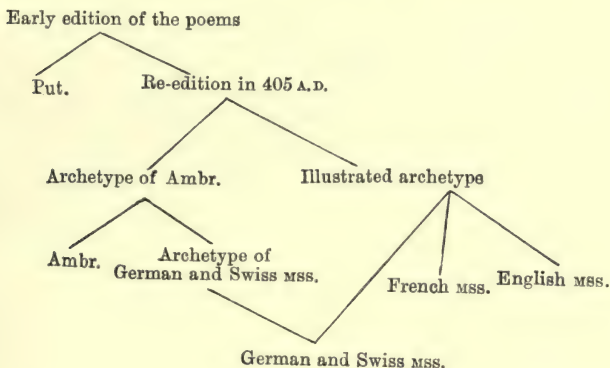 Early edition of the poems
Put.
Re-edition in 405 A.D.
Archetype of Ambr.
Illustrated archetype
Ambr.
Archetype of
German and Swiss MSS.
French MSS.
English MSS.
German and Swiss MSS.